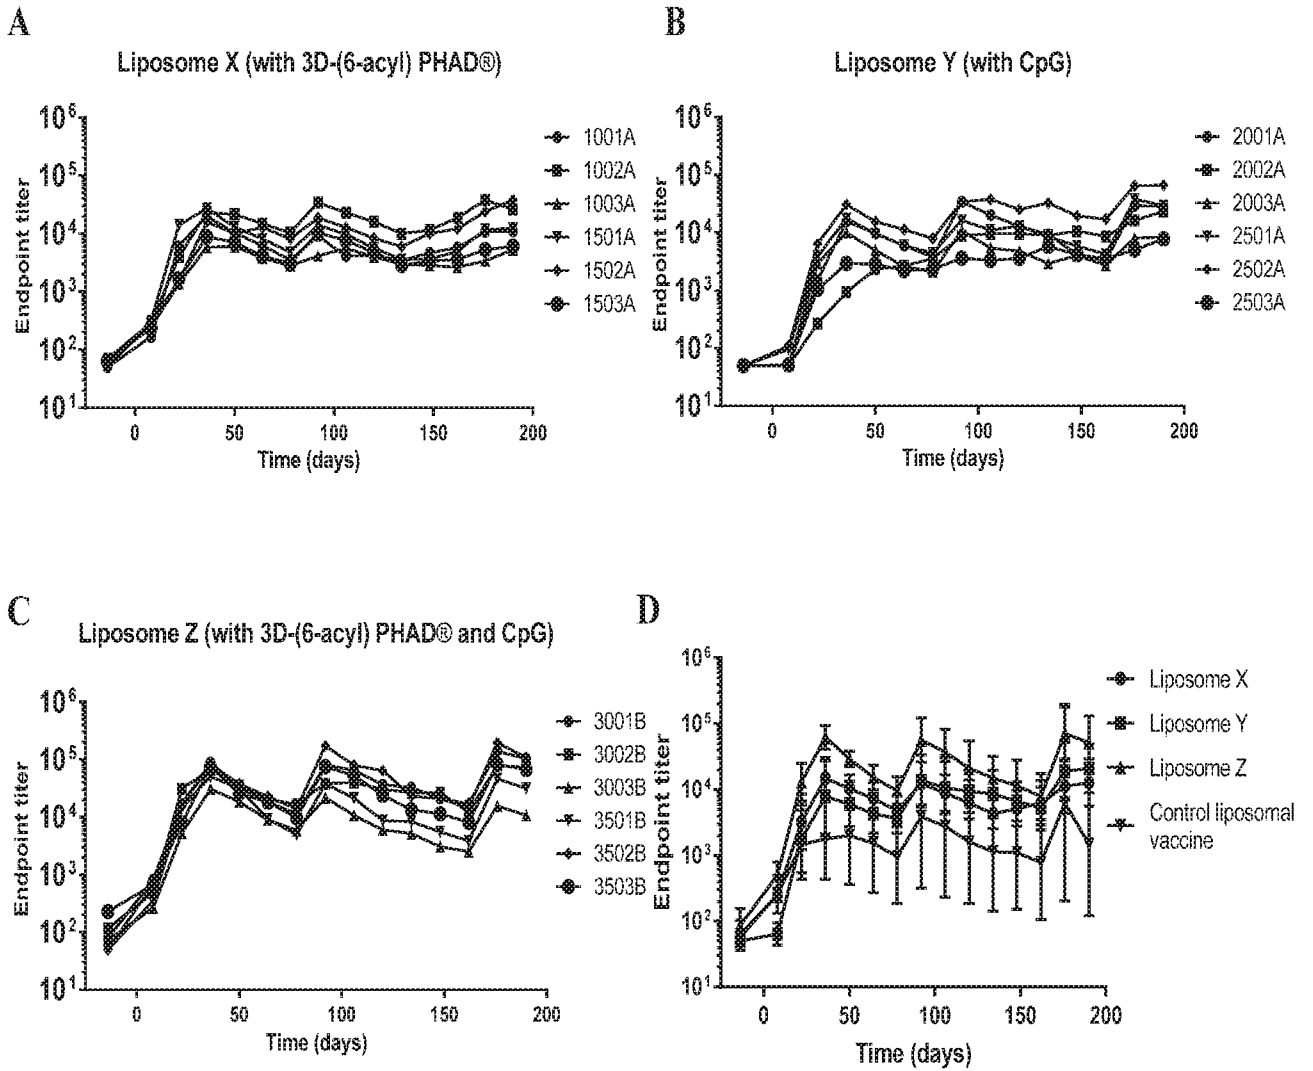 A
Liposome X (with 3D-(6-acyl) PHAD®)
10^6
10^5
10^4
10^3
10^2
10^1
Endpoint titer
0 50 100 150 200
Time (days)
1001A
1002A
1003A
1501A
1502A
1503A
B
Liposome Y (with CpG)
10^6
10^5
10^4
10^3
10^2
10^1
Endpoint titer
0 50 100 150 200
Time (days)
2001A
2002A
2003A
2501A
2502A
2503A
C
Liposome Z (with 3D-(6-acyl) PHAD® and CpG)
10^6
10^5
10^4
10^3
10^2
10^1
Endpoint titer
0 50 100 150 200
Time (days)
3001B
3002B
3003B
3501B
3502B
3503B
D
10^6
10^5
10^4
10^3
10^2
10^1
Endpoint titer
0 50 100 150 200
Time (days)
Liposome X
Liposome Y
Liposome Z
Control liposomal
vaccine